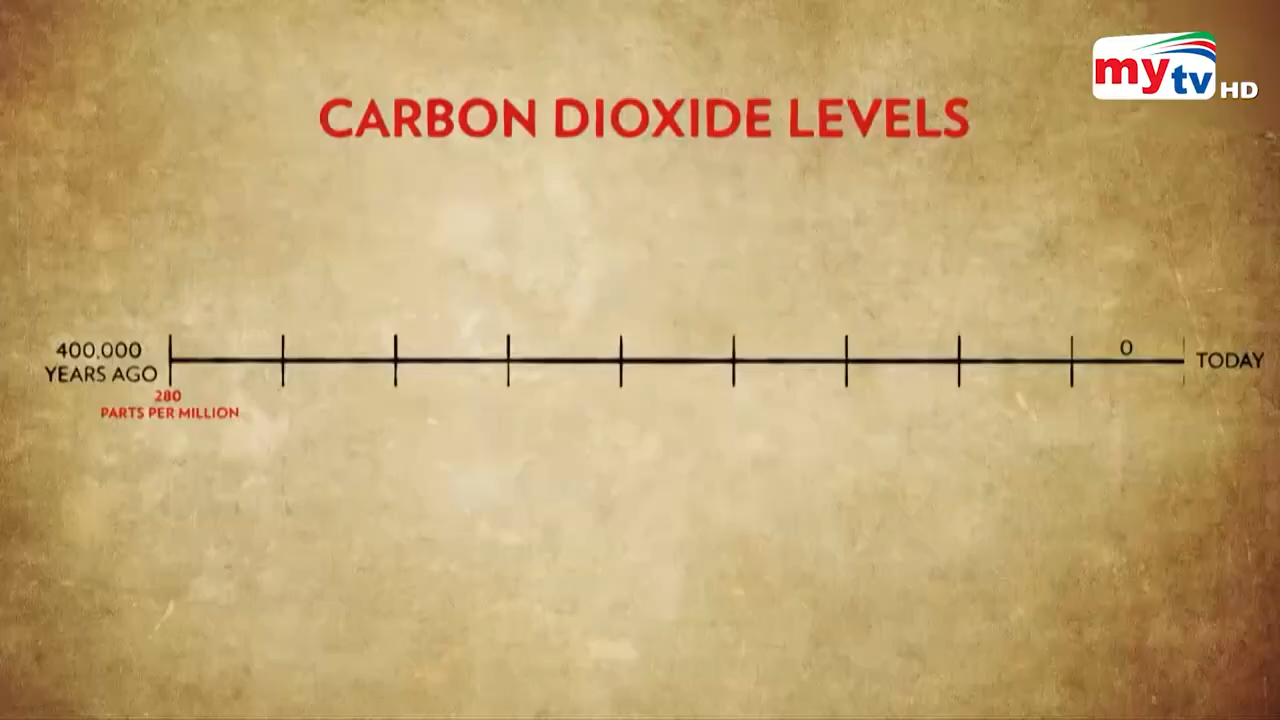 mytv HD
CARBON DIOXIDE LEVELS
400,000
YEARS AGO
0
TODAY
280
PARTS PER MILLION